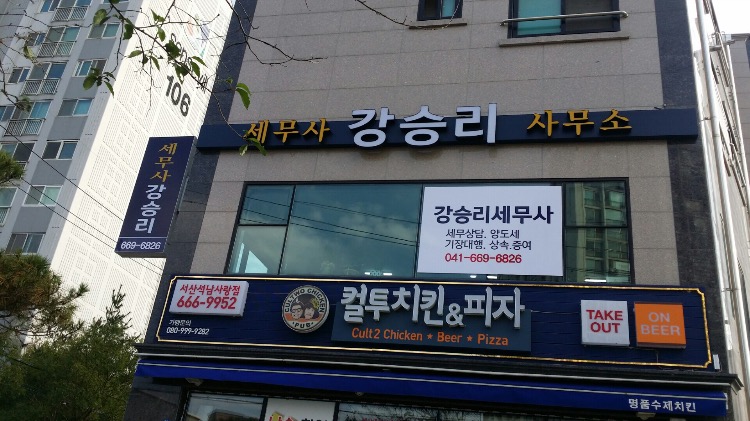 106
세무사 강승리 사무소
세무사 강승리
669-6826
강승리세무사
세무상담. 양도세
기장대행. 상속.증여
041-669-6826
서산석남사랑점
666-9952
가맹문의
080-999-9282
CULTWO CHICKEN
PUB
컬투치킨&피자
Cult2 Chicken ★ Beer ★ Pizza
TAKE
OUT
ON
BEER
명품수제치킨